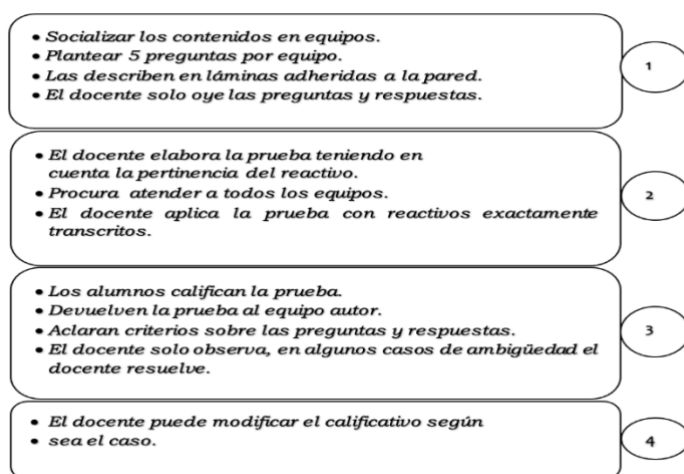 • Socializar los contenidos en equipos.
• Plantear 5 preguntas por equipo.
• Las describen en láminas adheridas a la pared.
• El docente solo oye las preguntas y respuestas.
1
• El docente elabora la prueba teniendo en
cuenta la pertinencia del reactivo.
• Procura atender a todos los equipos.
• El docente aplica la prueba con reactivos exactamente
transcritos.
2
• Los alumnos califican la prueba.
• Devuelven la prueba al equipo autor.
• Aclaran criterios sobre las preguntas y respuestas.
• El docente solo observa, en algunos casos de ambigüedad el
docente resuelve.
3
• El docente puede modificar el calificativo según
• sea el caso.
4